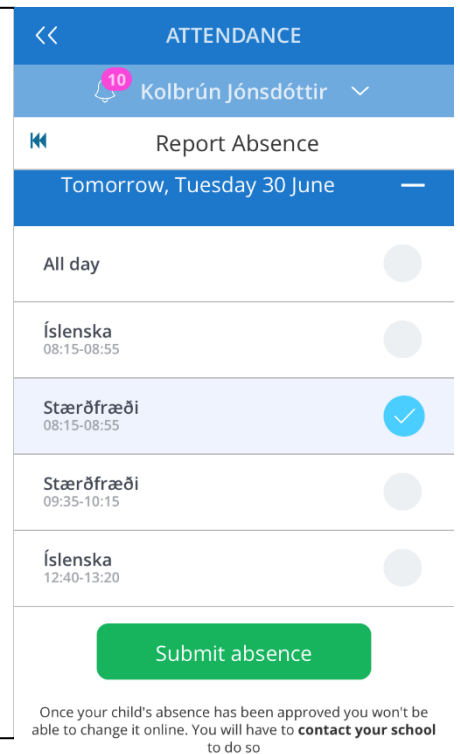 ATTENDANCE
10
Kolbrún Jónsdóttir
Report Absence
Tomorrow, Tuesday 30 June
All day
Íslenska
08:15-08:55
Stærðfræði
08:15-08:55
Stærðfræði
09:35-10:15
Íslenska
12:40-13:20
Submit absence
Once your child's absence has been approved you won't be
able to change it online. You will have to contact your school
to do so